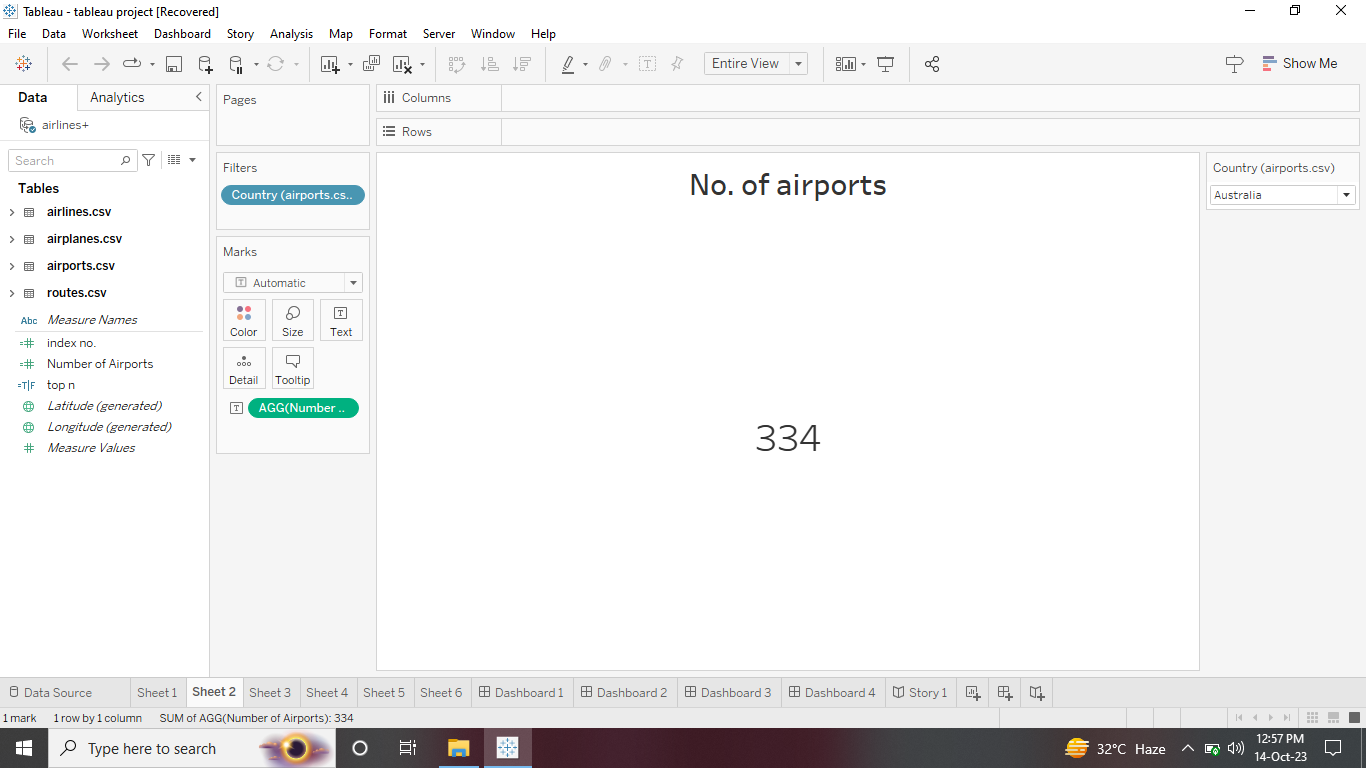 Tableau - tableau project [Recovered]
File Data Worksheet Dashboard Story Analysis Map Format Server Window Help
Entire View
Show Me
Data Analytics
airlines+
Search
Tables
airlines.csv
airplanes.csv
airports.csv
routes.csv
Abc Measure Names
index no.
Number of Airports
T|F top n
Latitude (generated)
Longitude (generated)
Measure Values
Pages
Filters
Country (airports.cs..
Marks
Automatic
Color Size Text
Detail Tooltip
AGG(Number ..
Columns
Rows
No. of airports
334
Country (airports.csv)
Australia
Data Source Sheet 1 Sheet 2 Sheet 3 Sheet 4 Sheet 5 Sheet 6 Dashboard 1 Dashboard 2 Dashboard 3 Dashboard 4 Story 1
1 mark 1 row by 1 column SUM of AGG(Number of Airports): 334
Type here to search
32°C Haze
12:57 PM
14-Oct-23